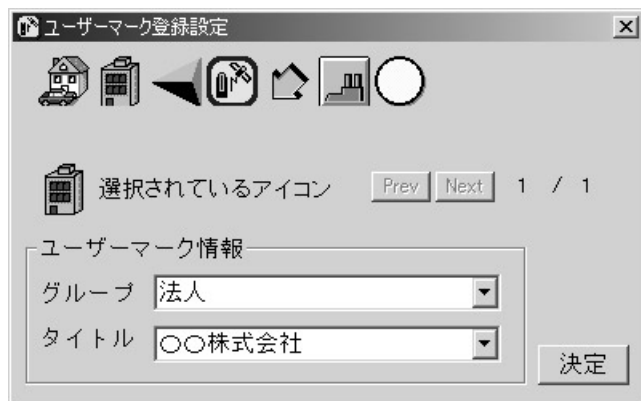 ユーザーマーク登録設定
選択されているアイコン Prev Next 1 / 1
ユーザーマーク情報
グループ 法人
タイトル 〇〇株式会社
決定